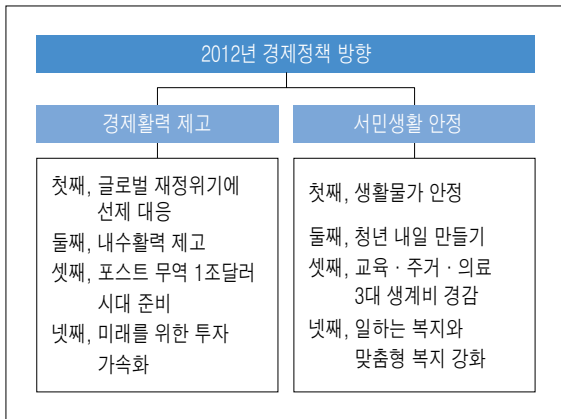 2012년 경제정책 방향
경제활력 제고
첫째, 글로벌 재정위기에
선제 대응
둘째, 내수활력 제고
셋째, 포스트 무역 1조달러
시대 준비
넷째, 미래를 위한 투자
가속화
서민생활 안정
첫째, 생활물가 안정
둘째, 청년 내일 만들기
셋째, 교육 · 주거 · 의료
3대 생계비 경감
넷째, 일하는 복지와
맞춤형 복지 강화